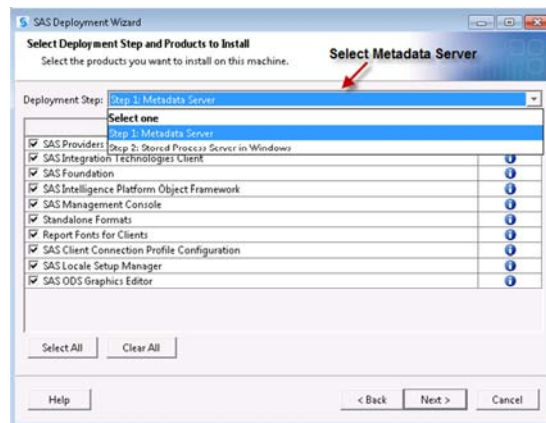 SAS Deployment Wizard
Select Deployment Step and Products to Install
Select the products you want to install on this machine.
Select Metadata Server
Deployment Step: Step 1: Metadata Server
Select one
Step 1: Metadata Server
Step 2: Stored Process Server in Windows
SAS Providers
SAS Integration Technologies Client
SAS Foundation
SAS Intelligence Platform Object Framework
SAS Management Console
Standalone Formats
Report Fonts for Clients
SAS Client Connection Profile Configuration
SAS Locale Setup Manager
SAS ODS Graphics Editor
Select All Clear All
Help < Back Next > Cancel